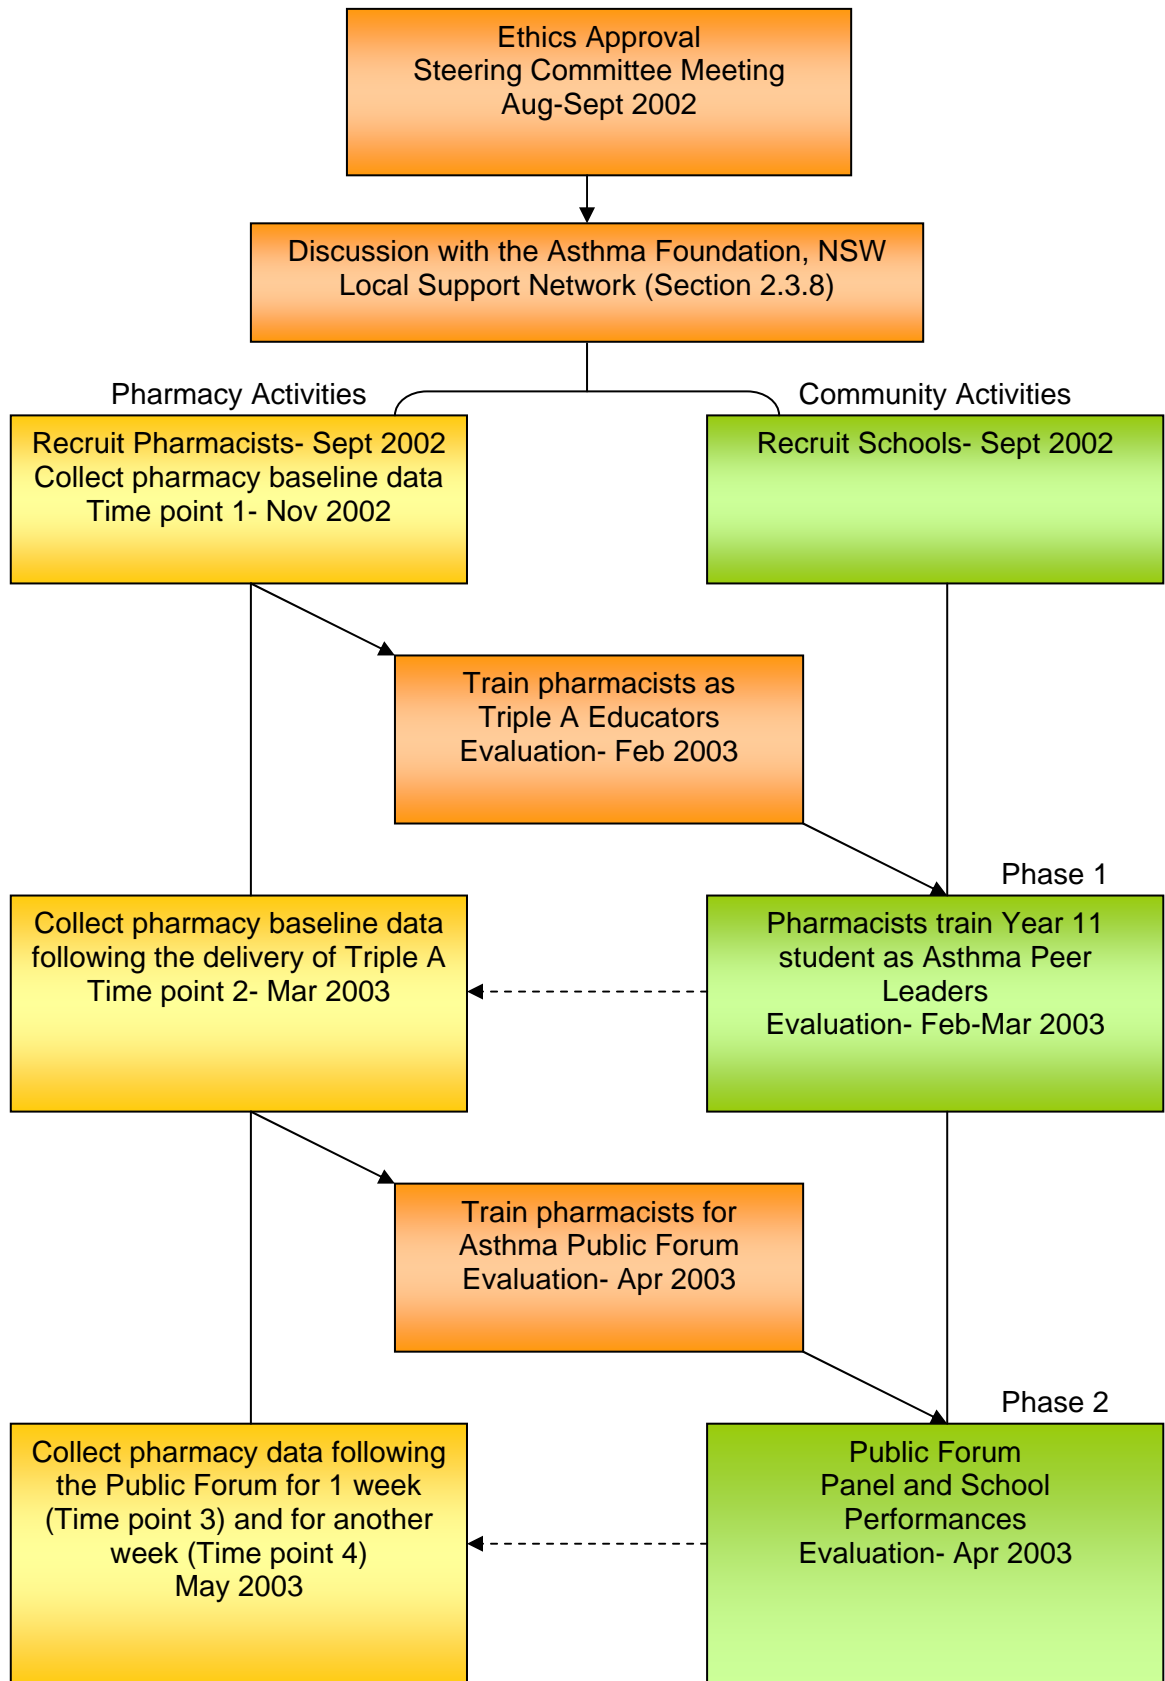 Ethics Approval
Steering Committee Meeting
Aug-Sept 2002
Discussion with the Asthma Foundation, NSW
Local Support Network (Section 2.3.8)
Pharmacy Activities
Community Activities
Recruit Pharmacists- Sept 2002
Collect pharmacy baseline data
Time point 1- Nov 2002
Recruit Schools- Sept 2002
Train pharmacists as
Triple A Educators
Evaluation- Feb 2003
Phase 1
Collect pharmacy baseline data
following the delivery of Triple A
Time point 2- Mar 2003
Pharmacists train Year 11
student as Asthma Peer
Leaders
Evaluation- Feb-Mar 2003
Train pharmacists for
Asthma Public Forum
Evaluation- Apr 2003
Phase 2
Collect pharmacy data following
the Public Forum for 1 week
(Time point 3) and for another
week (Time point 4)
May 2003
Public Forum
Panel and School
Performances
Evaluation- Apr 2003